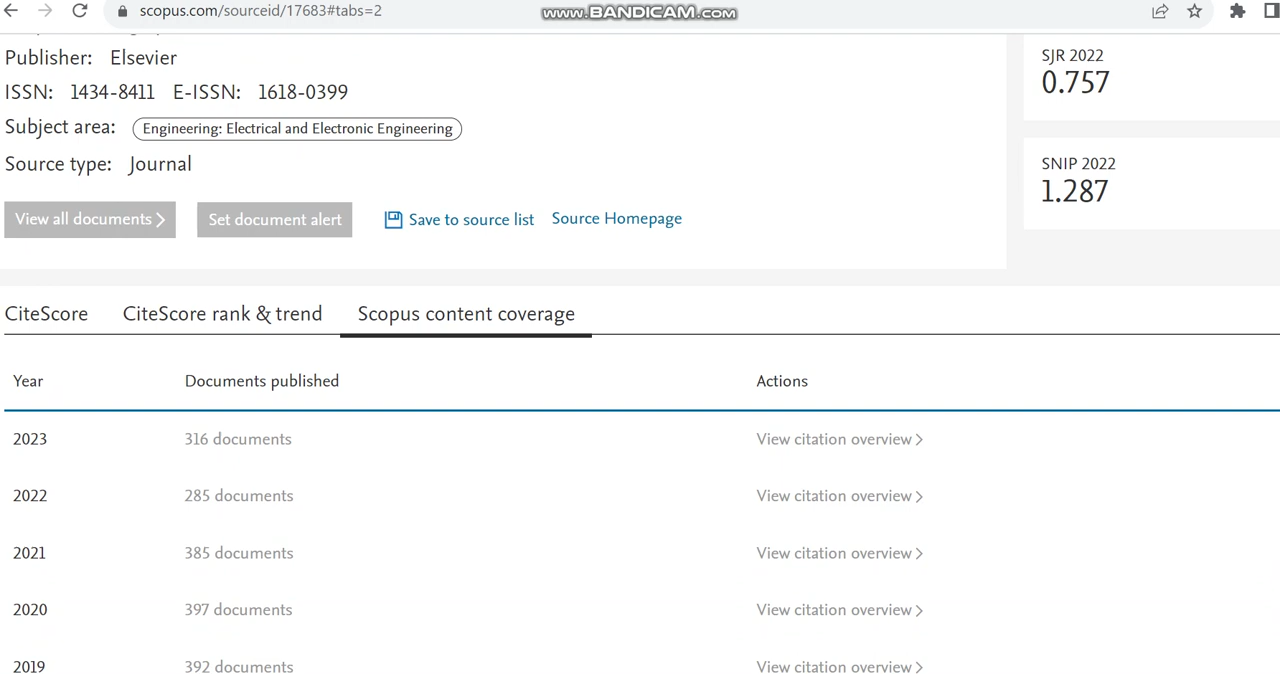 scopus.com/sourceid/17683#tabs=2
www.BANDICAM.com
Publisher: Elsevier
SJR 2022
0.757
ISSN: 1434-8411 E-ISSN: 1618-0399
Subject area: Engineering: Electrical and Electronic Engineering
Source type: Journal
SNIP 2022
1.287
View all documents >
Set document alert
Save to source list
Source Homepage
CiteScore
CiteScore rank & trend
Scopus content coverage
Year Documents published Actions
2023 316 documents View citation overview >
2022 285 documents View citation overview >
2021 385 documents View citation overview >
2020 397 documents View citation overview >
2019 392 documents View citation overview >